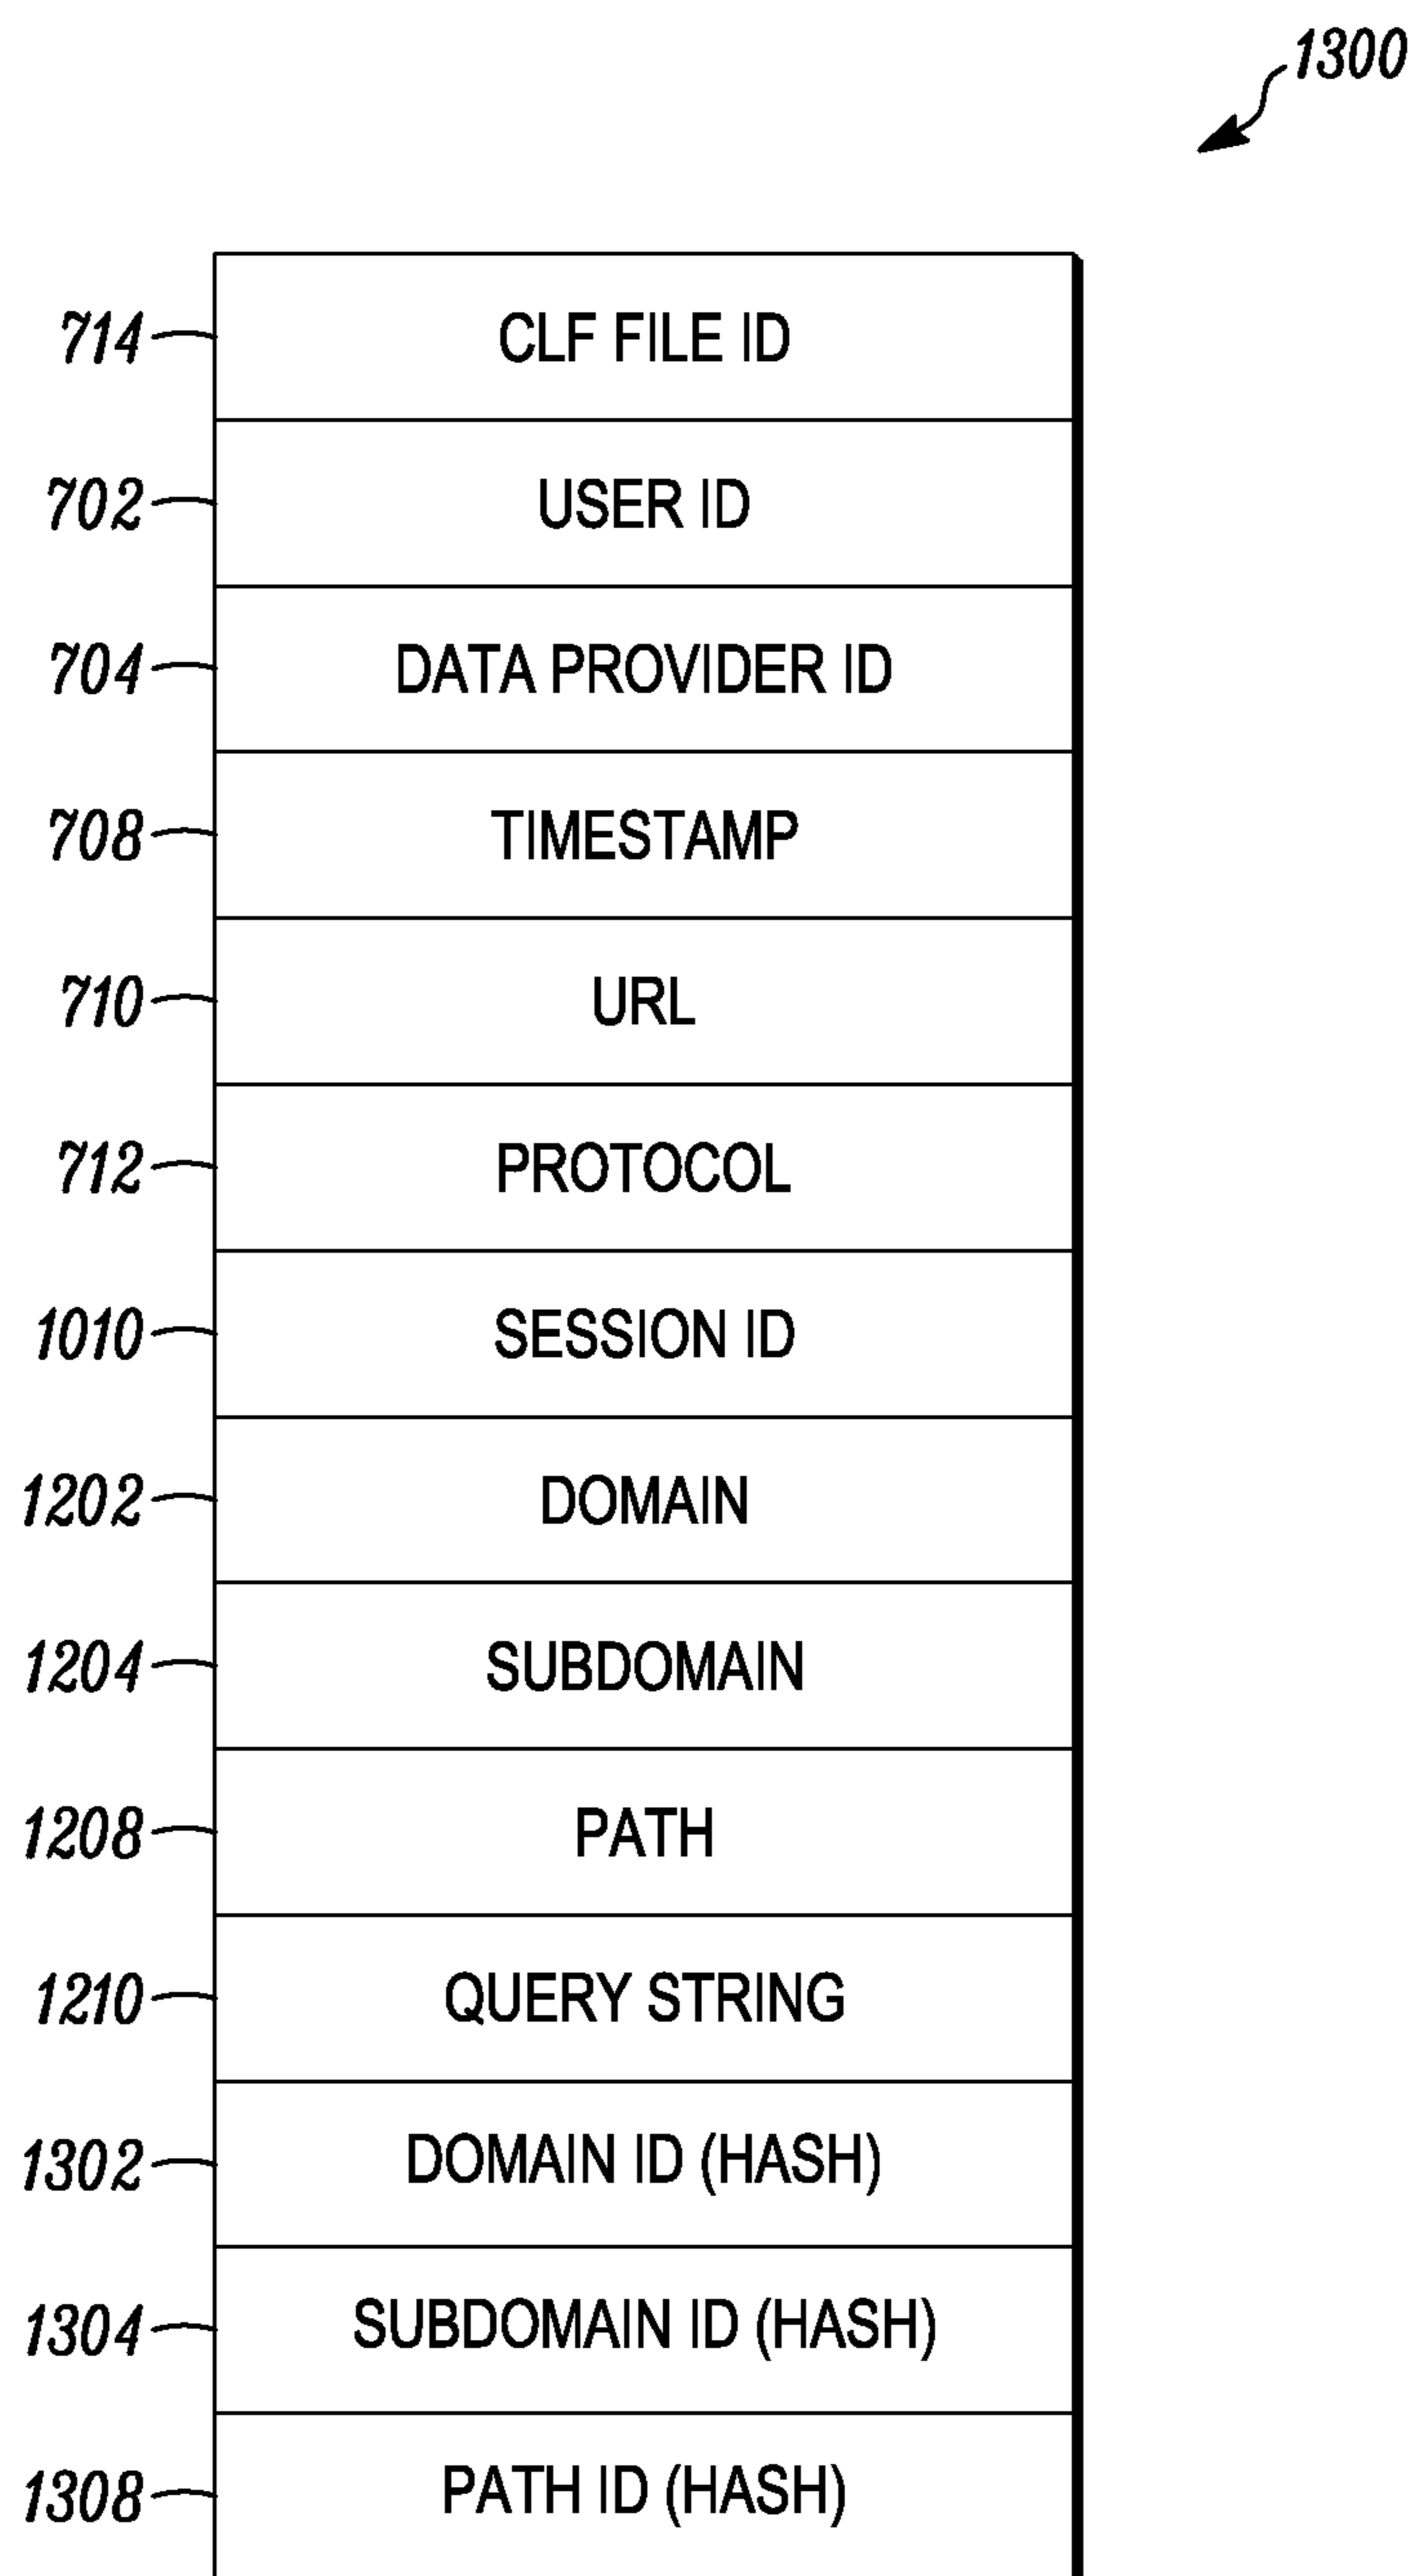 1300
714 CLF FILE ID
702 USER ID
704 DATA PROVIDER ID
708 TIMESTAMP
710 URL
712 PROTOCOL
1010 SESSION ID
1202 DOMAIN
1204 SUBDOMAIN
1208 PATH
1210 QUERY STRING
1302 DOMAIN ID (HASH)
1304 SUBDOMAIN ID (HASH)
1308 PATH ID (HASH)